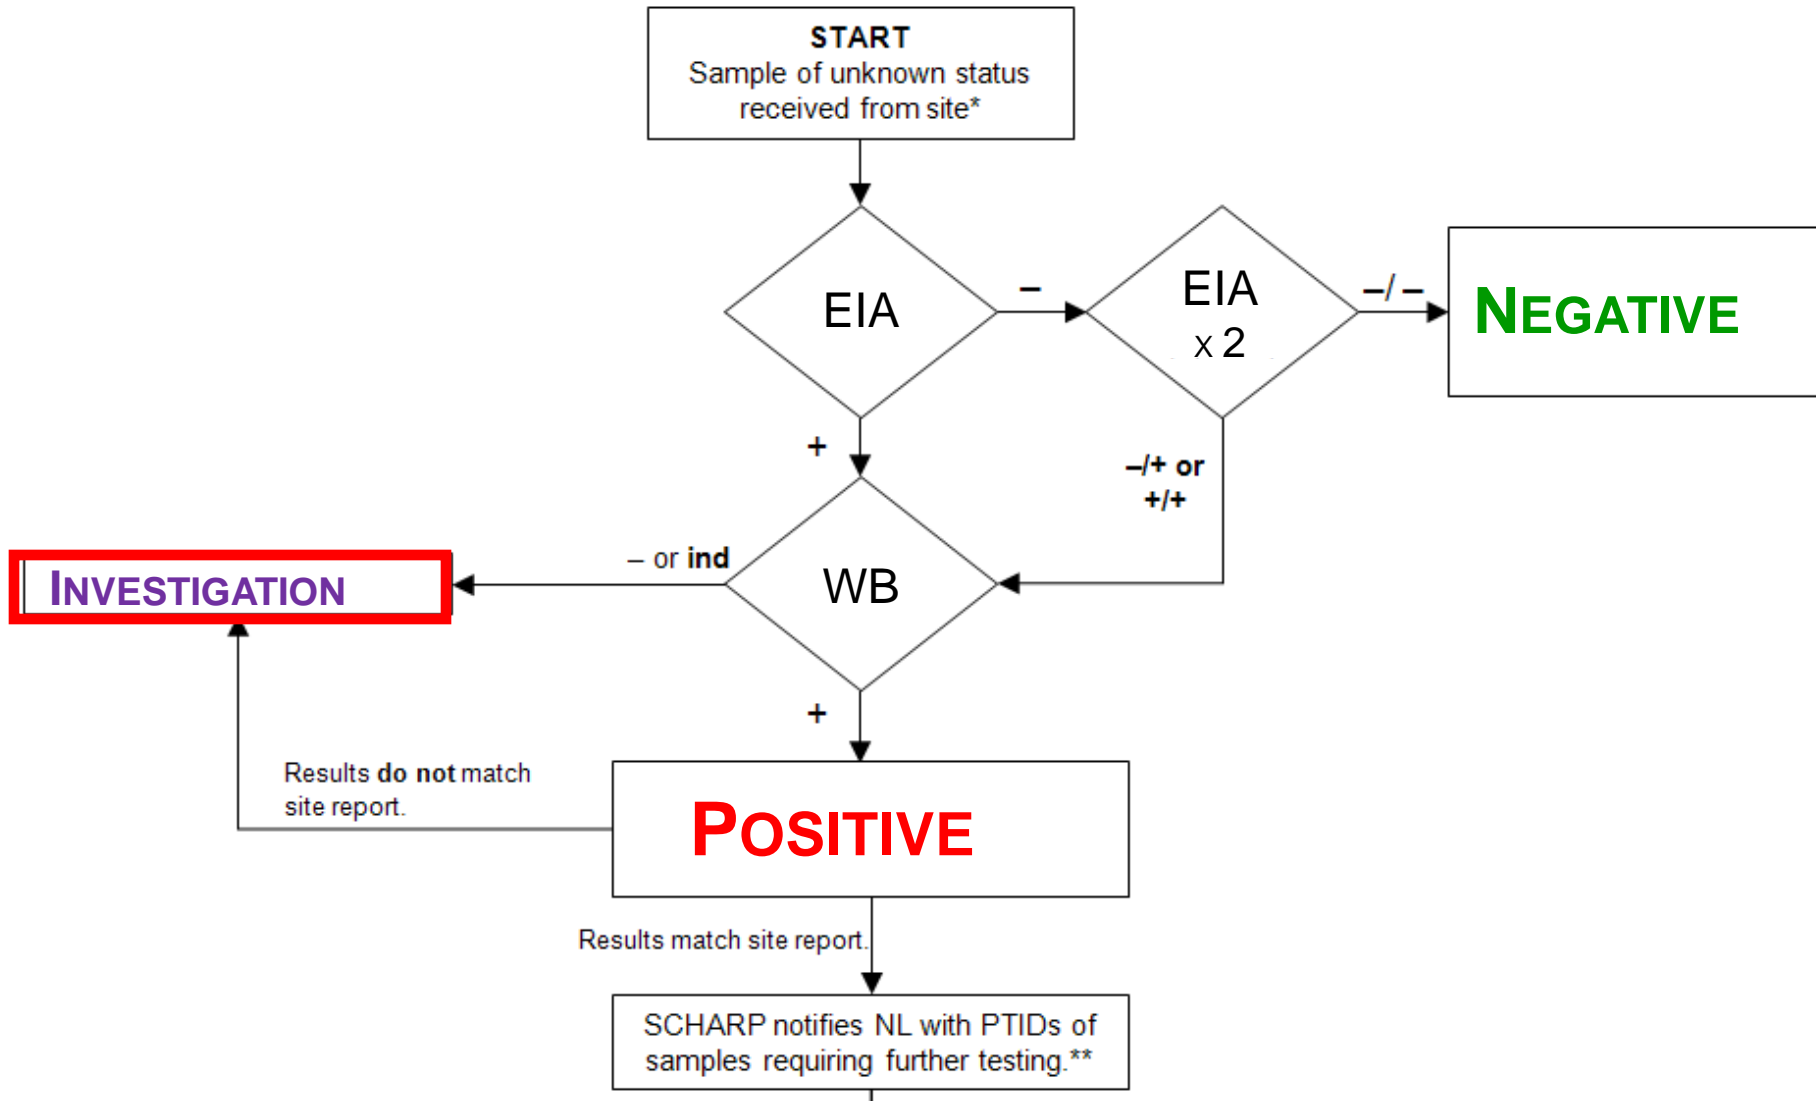 START
Sample of unknown status
received from site*
EIA
–
EIA
x 2
–/ –
NEGATIVE
+
–/+ or
+/+
INVESTIGATION
– or ind
WB
+
Results do not match
site report.
POSITIVE
Results match site report.
SCHARP notifies NL with PTIDs of
samples requiring further testing.**